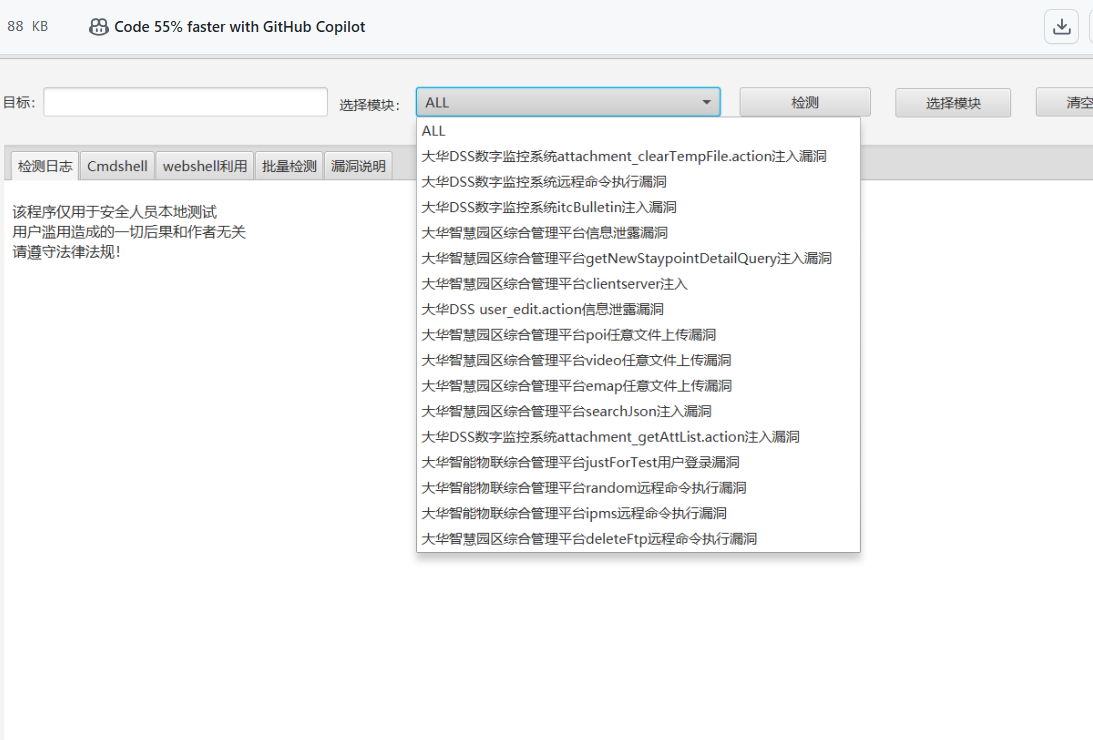 88 KB
Code 55% faster with GitHub Copilot
目标：
选择模块：
ALL
检测
选择模块
清空
ALL
大华DSS数字监控系统attachment_clearTempFile.action注入漏洞
大华DSS数字监控系统远程命令执行漏洞
大华DSS数字监控系统itcBulletin注入漏洞
大华智慧园区综合管理平台信息泄露漏洞
大华智慧园区综合管理平台getNewStaypointDetailQuery注入漏洞
大华智慧园区综合管理平台clientserver注入
大华DSS user_edit.action信息泄露漏洞
大华智慧园区综合管理平台poi任意文件上传漏洞
大华智慧园区综合管理平台video任意文件上传漏洞
大华智慧园区综合管理平台emap任意文件上传漏洞
大华智慧园区综合管理平台searchJson注入漏洞
大华DSS数字监控系统attachment_getAttList.action注入漏洞
大华智能物联综合管理平台justForTest用户登录漏洞
大华智能物联综合管理平台random远程命令执行漏洞
大华智能物联综合管理平台ipms远程命令执行漏洞
大华智慧园区综合管理平台deleteFtp远程命令执行漏洞
检测日志
Cmdshell
webshell利用
批量检测
漏洞说明
该程序仅用于安全人员本地测试
用户滥用造成的一切后果和作者无关
请遵守法律法规！